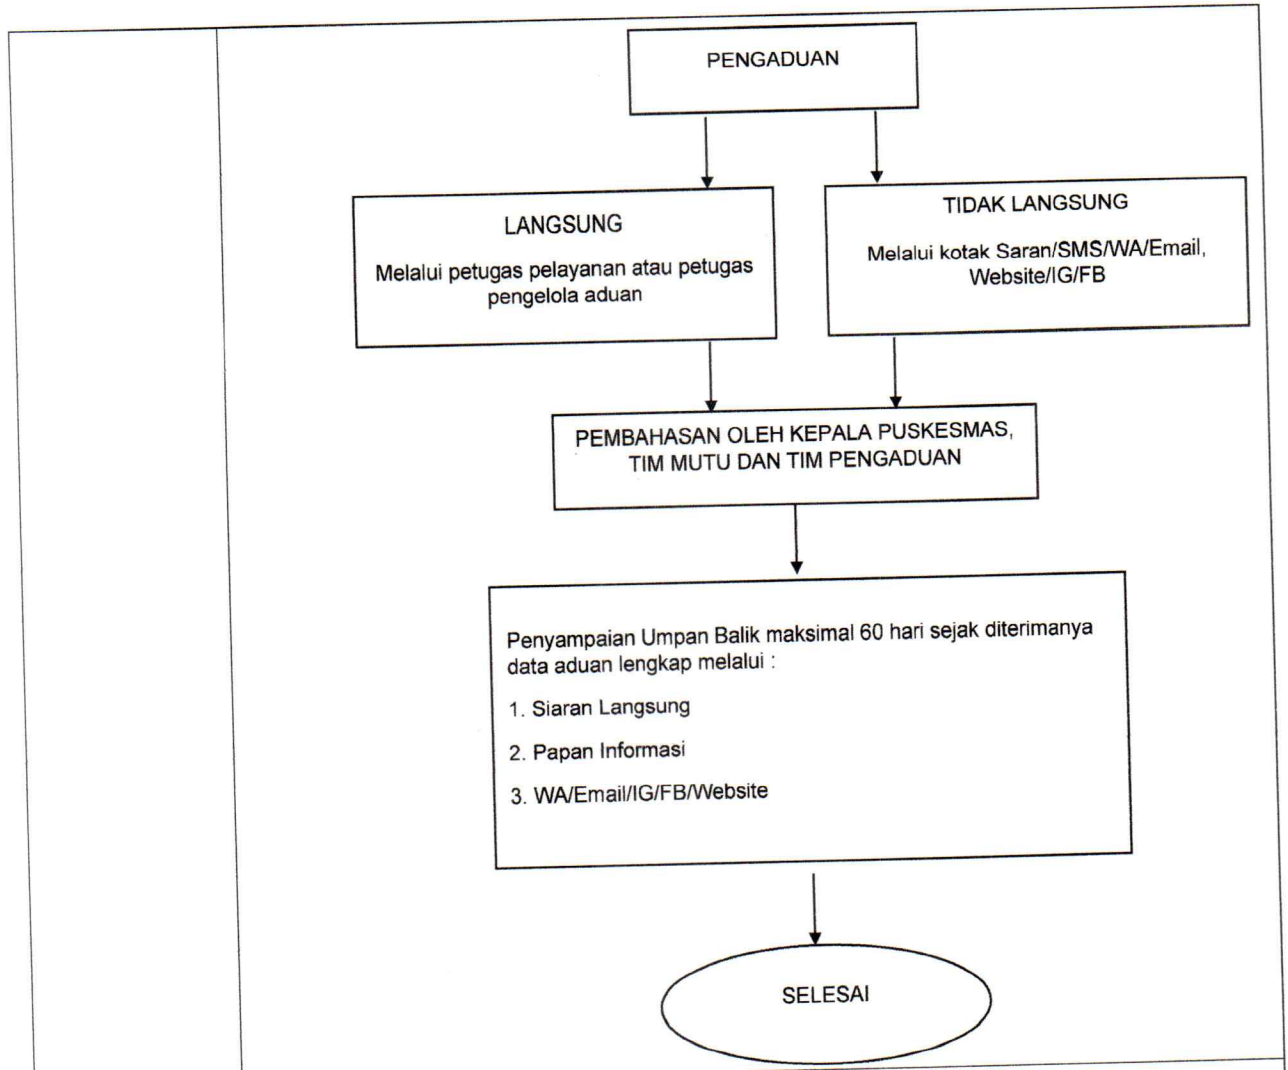 PENGADUAN
LANGSUNG
Melalui petugas pelayanan atau petugas
pengelola aduan
TIDAK LANGSUNG
Melalui kotak Saran/SMS/WA/Email,
Website/IG/FB
PEMBAHASAN OLEH KEPALA PUSKESMAS,
TIM MUTU DAN TIM PENGADUAN
Penyampaian Umpan Balik maksimal 60 hari sejak diterimanya
data aduan lengkap melalui :
1. Siaran Langsung
2. Papan Informasi
3. WA/Email/IG/FB/Website
SELESAI